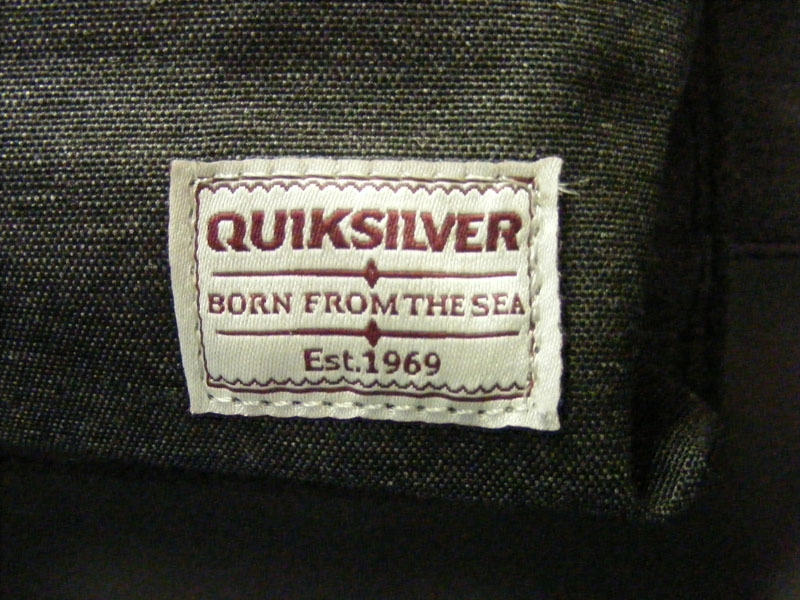 QUIKSILVER
BORN FROM THE SEA
Est.1969